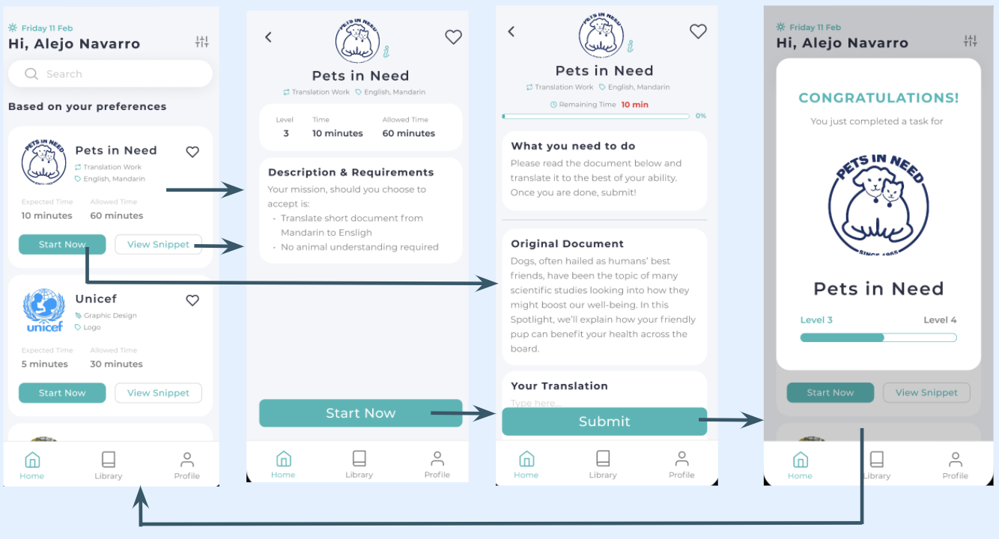 Friday 11 Feb
Hi, Alejo Navarro
Search
Based on your preferences
PETS IN NEED
Pets in Need
Translation Work
English, Mandarin
Expected Time
Allowed Time
10 minutes
60 minutes
Start Now
View Snippet
unicef
Unicef
Graphic Design
Logo
Expected Time
Allowed Time
5 minutes
30 minutes
Start Now
View Snippet
Home
Library
Profile
PETS IN NEED
Pets in Need
Translation Work
English, Mandarin
Level
Time
Allowed Time
3
10 minutes
60 minutes
Description & Requirements
Your mission, should you choose to
accept is:
• Translate short document from
Mandarin to Ensligh
• No animal understanding required
Start Now
Home
Library
Profile
PETS IN NEED
Pets in Need
Translation Work
English, Mandarin
Remaining Time 10 min
0%
What you need to do
Please read the document below and
translate it to the best of your ability.
Once you are done, submit!
Original Document
Dogs, often hailed as humans’ best
friends, have been the topic of many
scientific studies looking into how they
might boost our well-being. In this
Spotlight, we’ll explain how your friendly
pup can benefit your health across the
board.
Your Translation
Type here...
Submit
Home
Library
Profile
Friday 11 Feb
Hi, Alejo Navarro
CONGRATULATIONS!
You just completed a task for
PETS IN NEED
SINCE 1965
Pets in Need
Level 3
Level 4
Start Now
View Snippet
Home
Library
Profile